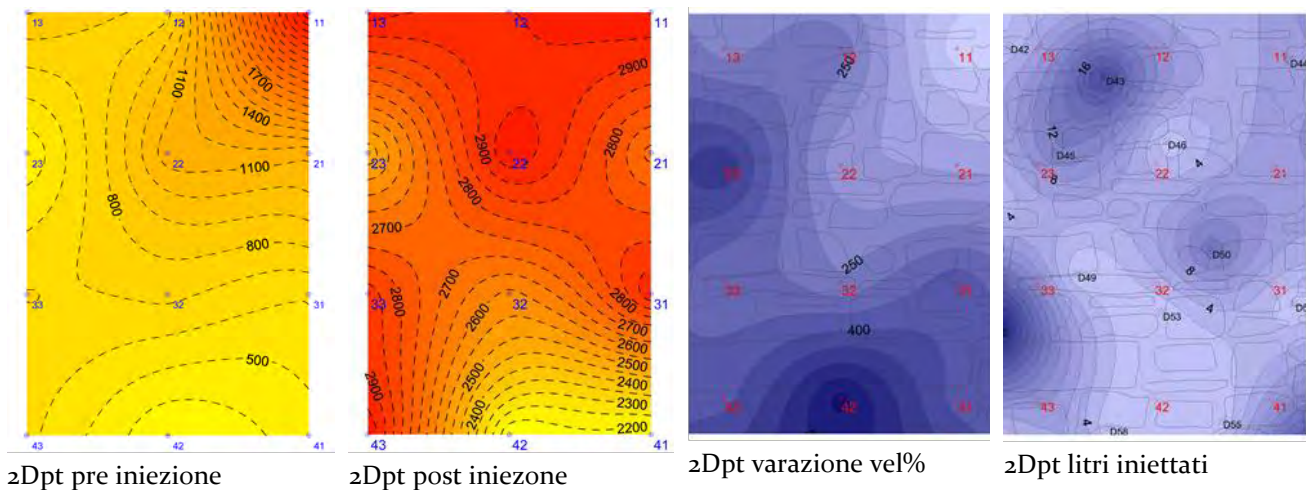 13 12 11
1700
1100
1400
23 22 21
1100
800
800
33 32 31
500
43 42 41
2Dpt pre iniezione
13 12 11
2900
2900
2800
23 22 21
2800
2700
2700
2800
2800
33 32 31
2600
2700
2600
2500
2500
2400
2900
2300
2400
2200
43 42 41
2Dpt post iniezone
13 12 11
250
23 22 21
250
33 32 31
400
43 42 41
2Dpt varazione vel%
D42
13 12 11
D44
16
D43
12
D45 D46
4
23 22 21
8
4
D50
8
D49
33 32 31
4
D53
43 42 41
4
D56 D55
2Dpt litri iniettati